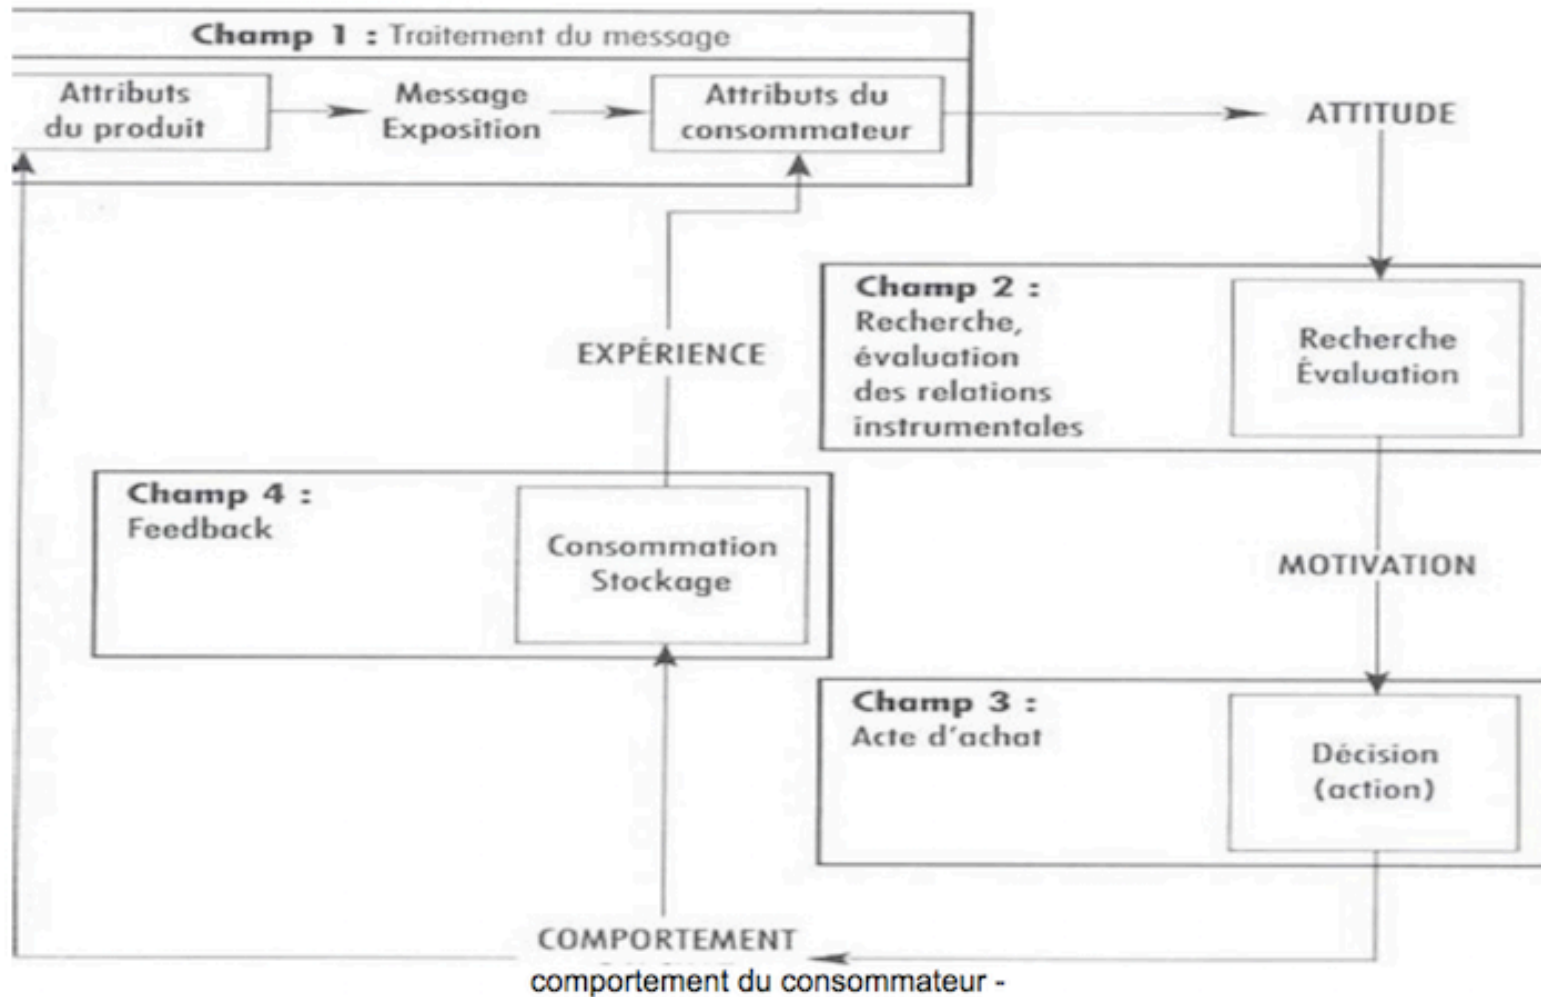 Champ 1 : Traitement du message
Attributs
du produit
Message
Exposition
Attributs du
consommateur
ATTITUDE
Champ 2 :
Recherche,
évaluation
des relations
instrumentales
Recherche
Évaluation
EXPÉRIENCE
Champ 4 :
Feedback
Consommation
Stockage
MOTIVATION
Champ 3 :
Acte d'achat
Décision
(action)
COMPORTEMENT
comportement du consommateur -